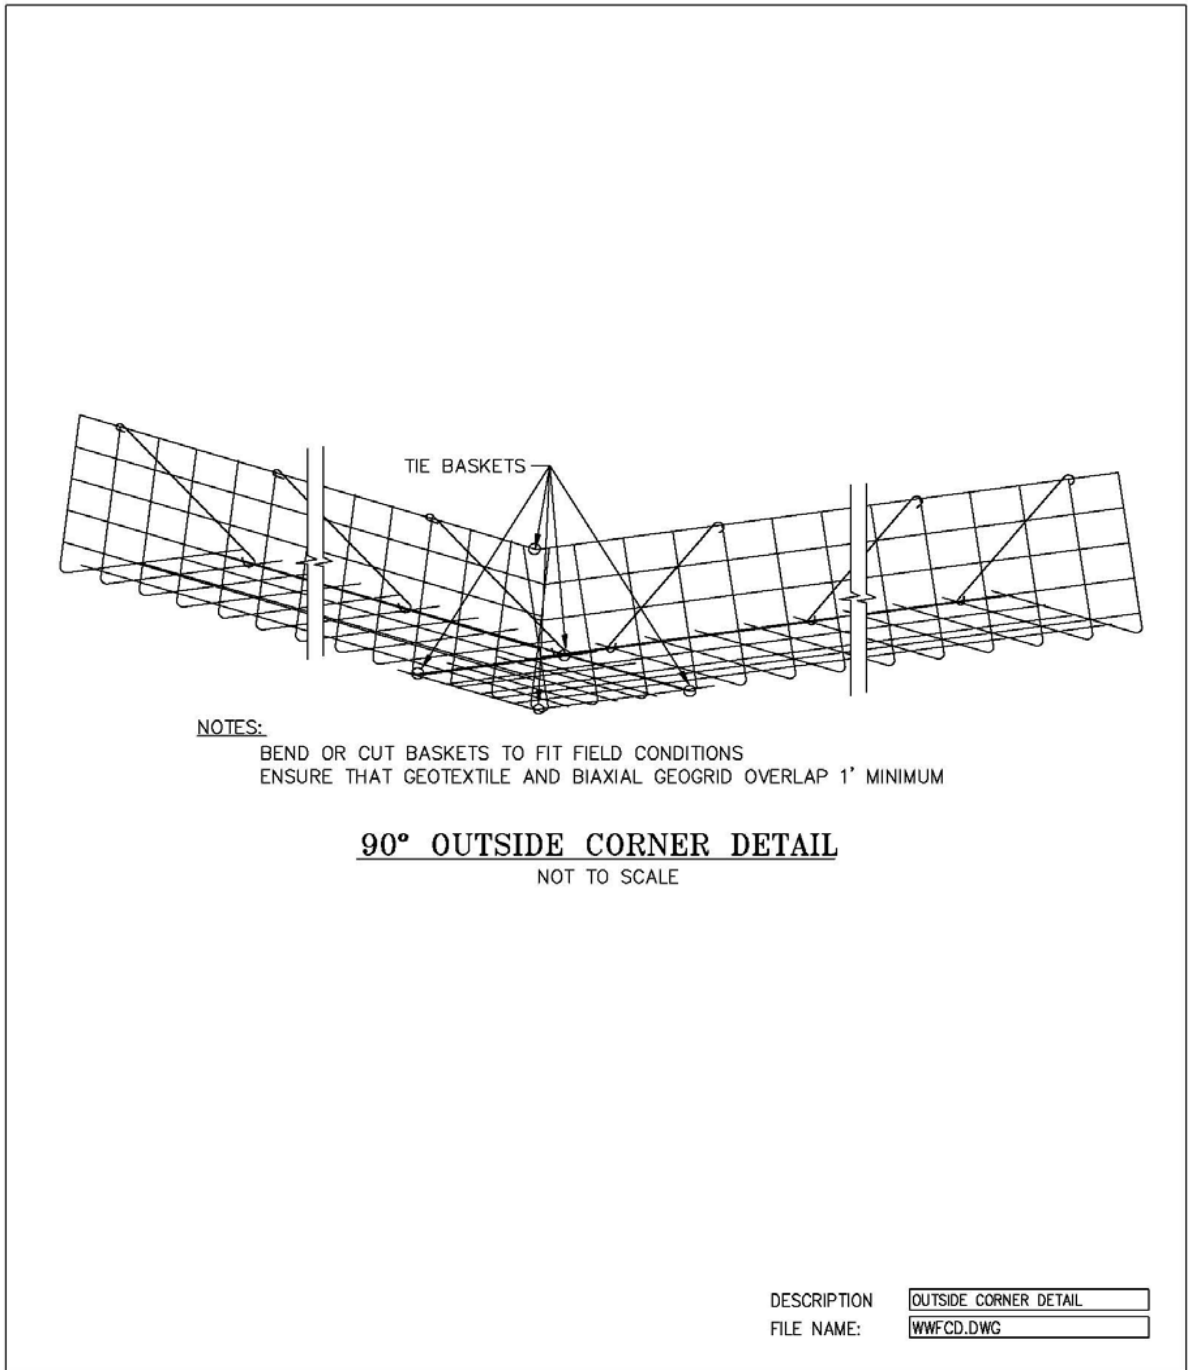 TIE BASKETS
NOTES:
BEND OR CUT BASKETS TO FIT FIELD CONDITIONS
ENSURE THAT GEOTEXTILE AND BIAXIAL GEOGRID OVERLAP 1' MINIMUM
90° OUTSIDE CORNER DETAIL
NOT TO SCALE
DESCRIPTION OUTSIDE CORNER DETAIL
FILE NAME: WWFCD.DWG